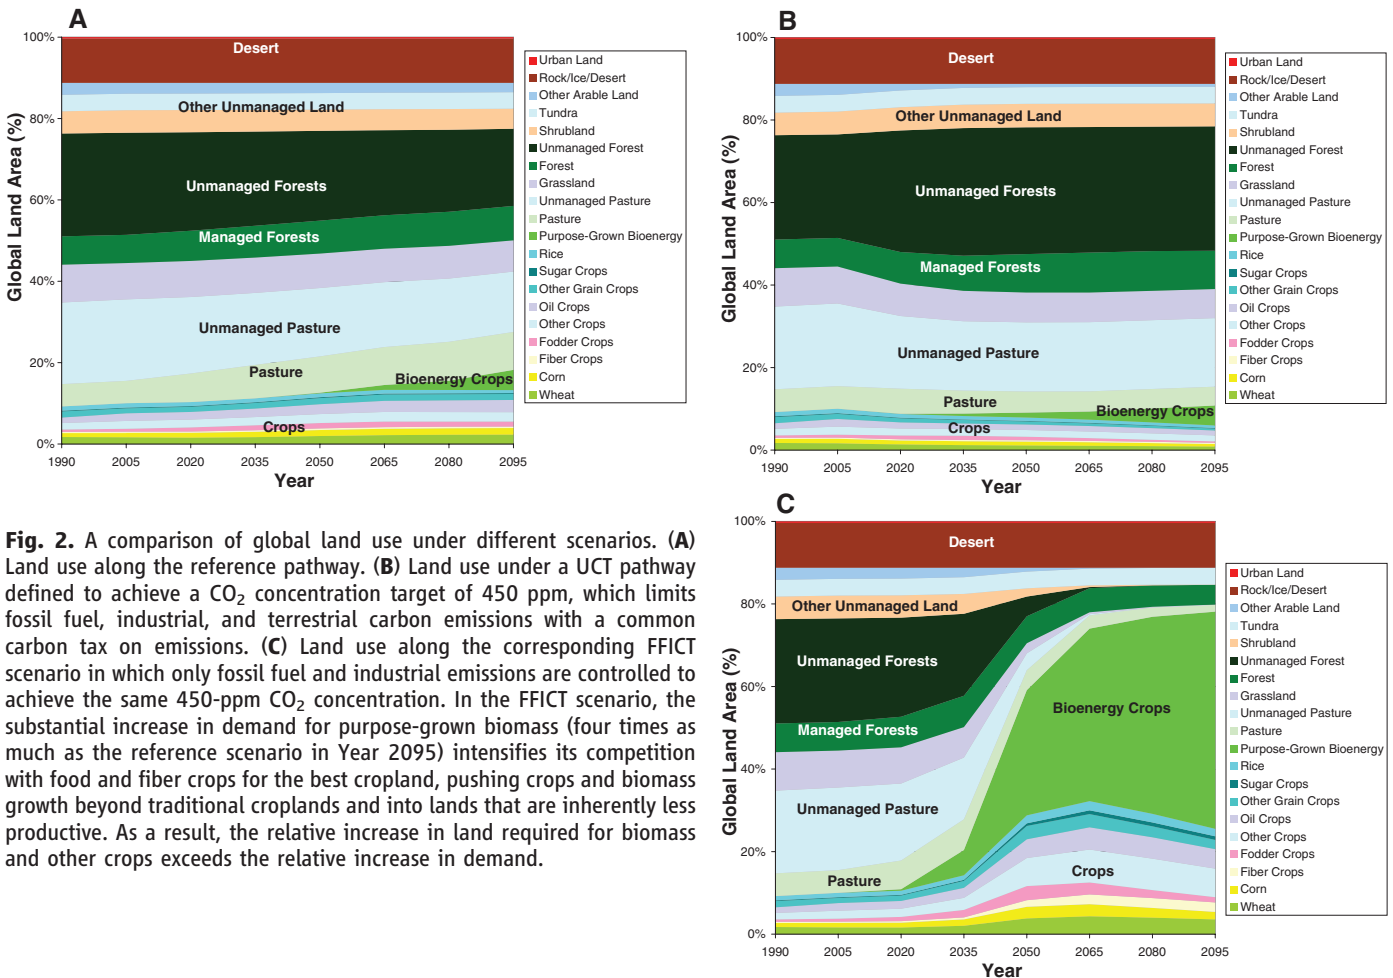 A
Global Land Area (%)
100%
80%
60%
40%
20%
0%
Desert
Other Unmanaged Land
Unmanaged Forests
Managed Forests
Unmanaged Pasture
Pasture
Bioenergy Crops
Crops
1990 2005 2020 2035 2050 2065 2080 2095
Year
Urban Land
Rock/Ice/Desert
Other Arable Land
Tundra
Shrubland
Unmanaged Forest
Forest
Grassland
Unmanaged Pasture
Pasture
Purpose-Grown Bioenergy
Rice
Sugar Crops
Other Grain Crops
Oil Crops
Other Crops
Fodder Crops
Fiber Crops
Corn
Wheat
B
Global Land Area (%)
100%
80%
60%
40%
20%
0%
Desert
Other Unmanaged Land
Unmanaged Forests
Managed Forests
Unmanaged Pasture
Pasture
Bioenergy Crops
Crops
1990 2005 2020 2035 2050 2065 2080 2095
Year
Urban Land
Rock/Ice/Desert
Other Arable Land
Tundra
Shrubland
Unmanaged Forest
Forest
Grassland
Unmanaged Pasture
Pasture
Purpose-Grown Bioenergy
Rice
Sugar Crops
Other Grain Crops
Oil Crops
Other Crops
Fodder Crops
Fiber Crops
Corn
Wheat
Fig. 2. A comparison of global land use under different scenarios. (A)
Land use along the reference pathway. (B) Land use under a UCT pathway
defined to achieve a CO₂ concentration target of 450 ppm, which limits
fossil fuel, industrial, and terrestrial carbon emissions with a common
carbon tax on emissions. (C) Land use along the corresponding FFICT
scenario in which only fossil fuel and industrial emissions are controlled to
achieve the same 450-ppm CO₂ concentration. In the FFICT scenario, the
substantial increase in demand for purpose-grown biomass (four times as
much as the reference scenario in Year 2095) intensifies its competition
with food and fiber crops for the best cropland, pushing crops and biomass
growth beyond traditional croplands and into lands that are inherently less
productive. As a result, the relative increase in land required for biomass
and other crops exceeds the relative increase in demand.
C
Global Land Area (%)
100%
80%
60%
40%
20%
0%
Desert
Other Unmanaged Land
Unmanaged Forests
Managed Forests
Bioenergy Crops
Unmanaged Pasture
Crops
Pasture
1990 2005 2020 2035 2050 2065 2080 2095
Year
Urban Land
Rock/Ice/Desert
Other Arable Land
Tundra
Shrubland
Unmanaged Forest
Forest
Grassland
Unmanaged Pasture
Pasture
Purpose-Grown Bioenergy
Rice
Sugar Crops
Other Grain Crops
Oil Crops
Other Crops
Fodder Crops
Fiber Crops
Corn
Wheat